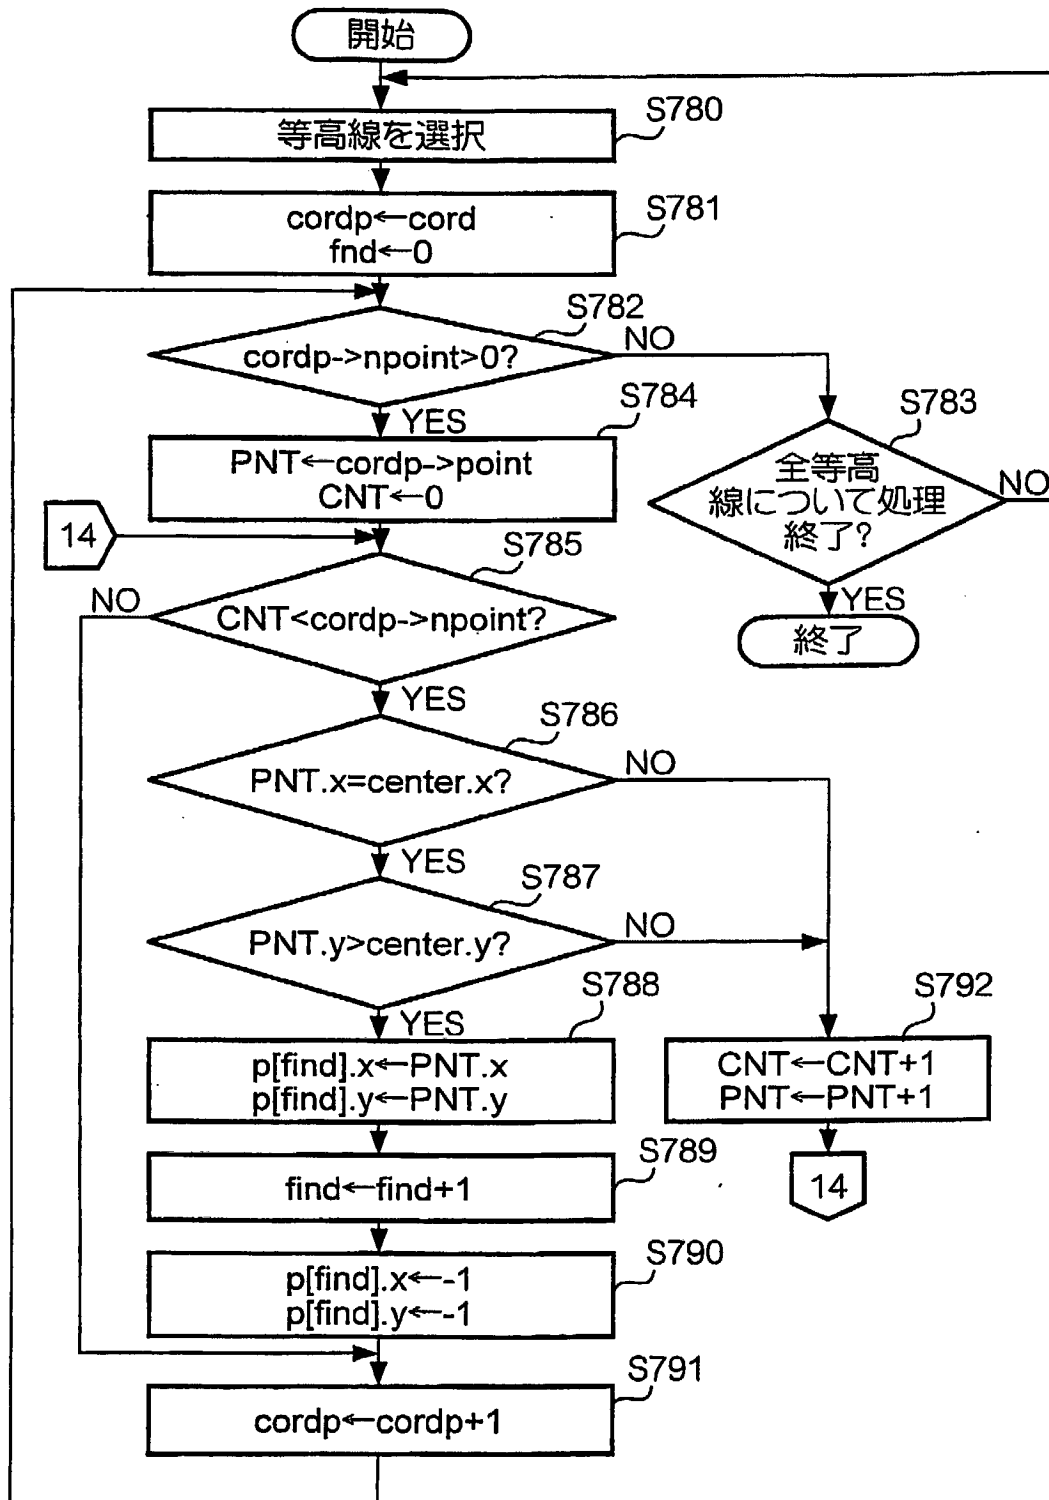 開始
S780
等高線を選択
S781
cordp←cord
fnd←0
S782
cordp->npoint>0?
NO
YES
S783
全等高
線について処理
終了?
NO
YES
終了
S784
PNT←cordp->point
CNT←0
14
S785
CNT<cordp->npoint?
NO
YES
S786
PNT.x=center.x?
NO
YES
S787
PNT.y>center.y?
NO
YES
S788
p[find].x←PNT.x
p[find].y←PNT.y
S792
CNT←CNT+1
PNT←PNT+1
14
S789
find←find+1
S790
p[find].x←-1
p[find].y←-1
S791
cordp←cordp+1